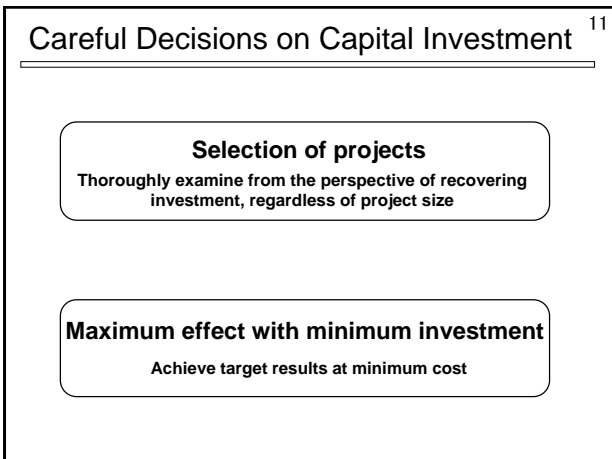 Careful Decisions on Capital Investment
11
Selection of projects
Thoroughly examine from the perspective of recovering
investment, regardless of project size
Maximum effect with minimum investment
Achieve target results at minimum cost